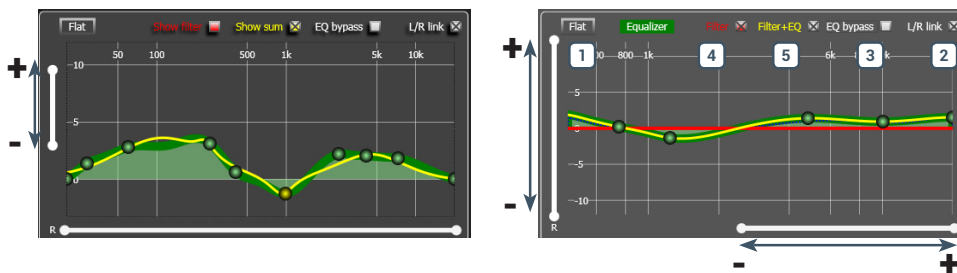 Flat Show filter Show sum EQ bypass L/R link
50 100 500 1k 5k 10k
+
10
5
0
-
R
Flat Equalizer Filter Filter+EQ EQ bypass L/R link
+
1 800 1k 4 5 6k 3 2
-5
0
-5
-10
-
R
- +